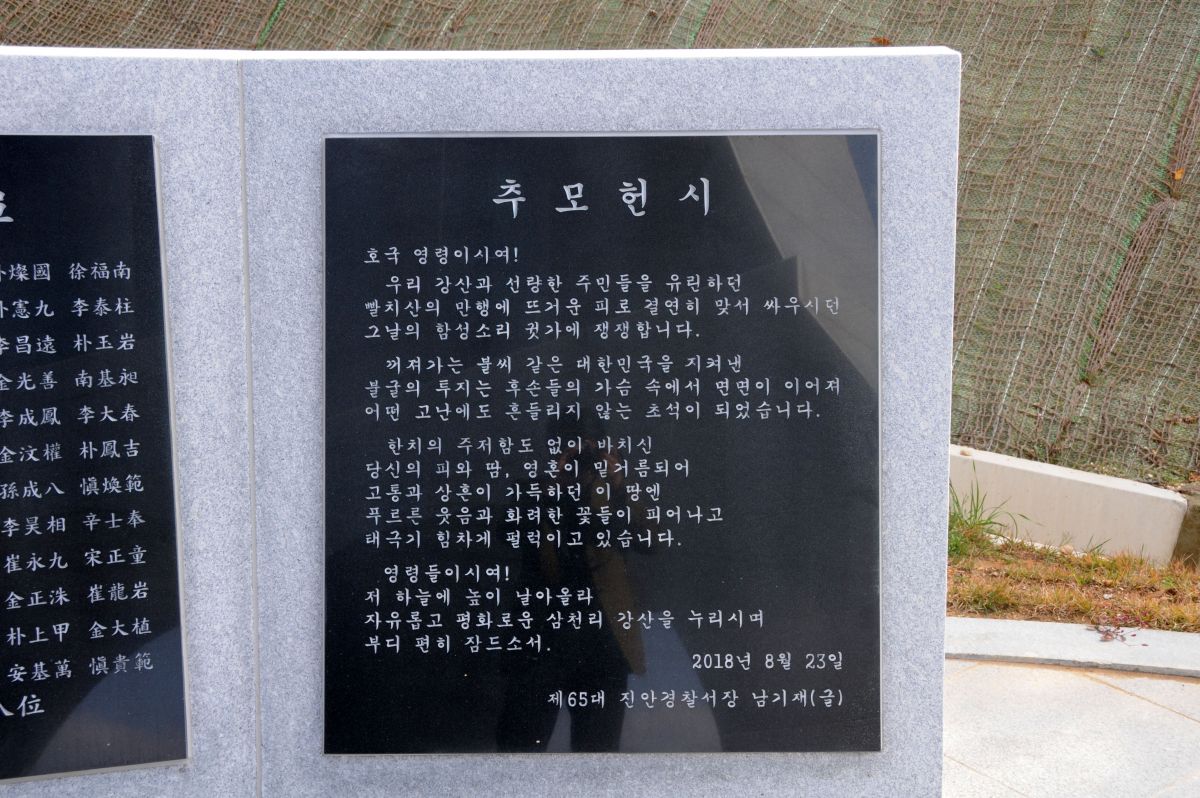 燦國 徐福南
憲九 李泰柱
李昌遠 朴玉岩
金光善 南基昶
李成鳳 李大春
金汶權 朴鳳吉
孫成八 愼煥範
李昊相 辛士奉
崔永九 宋正童
金正洙 崔龍岩
朴上甲 金大植
安基萬 愼貴範
位
추모헌시
호국 영령이시여!
우리 강산과 선량한 주민들을 유린하던
빨치산의 만행에 뜨거운 피로 결연히 맞서 싸우시던
그날의 함성소리 귓가에 쟁쟁합니다.
꺼져가는 불씨 같은 대한민국을 지켜낸
불굴의 투지는 후손들의 가슴 속에서 면면이 이어져
어떤 고난에도 흔들리지 않는 초석이 되었습니다.
한치의 주저함도 없이 바치신
당신의 피와 땀, 영혼이 밑거름되어
고통과 상흔이 가득하던 이 땅엔
푸르른 웃음과 화려한 꽃들이 피어나고
태극기 힘차게 펄럭이고 있습니다.
영령들이시여!
저 하늘에 높이 날아올라
자유롭고 평화로운 삼천리 강산을 누리시며
부디 편히 잠드소서.
2018년 8월 23일
제65대 진안경찰서장 남기재(글)